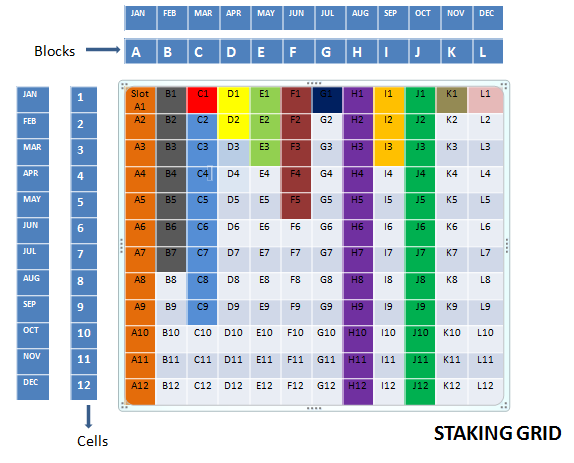 JAN FEB MAR APR MAY JUN JUL AUG SEP OCT NOV DEC
Blocks A B C D E F G H I J K L
JAN 1 Slot A1 B1 C1 D1 E1 F1 G1 H1 I1 J1 K1 L1
FEB 2 A2 B2 C2 D2 E2 F2 G2 H2 I2 J2 K2 L2
MAR 3 A3 B3 C3 D3 E3 F3 G3 H3 I3 J3 K3 L3
APR 4 A4 B4 C4 D4 E4 F4 G4 H4 I4 J4 K4 L4
MAY 5 A5 B5 C5 D5 E5 F5 G5 H5 I5 J5 K5 L5
JUN 6 A6 B6 C6 D6 E6 F6 G6 H6 I6 J6 K6 L6
JUL 7 A7 B7 C7 D7 E7 F7 G7 H7 I7 J7 K7 L7
AUG 8 A8 B8 C8 D8 E8 F8 G8 H8 I8 J8 K8 L8
SEP 9 A9 B9 C9 D9 E9 F9 G9 H9 I9 J9 K9 L9
OCT 10 A10 B10 C10 D10 E10 F10 G10 H10 I10 J10 K10 L10
NOV 11 A11 B11 C11 D11 E11 F11 G11 H11 I11 J11 K11 L11
DEC 12 A12 B12 C12 D12 E12 F12 G12 H12 I12 J12 K12 L12
Cells
STAKING GRID